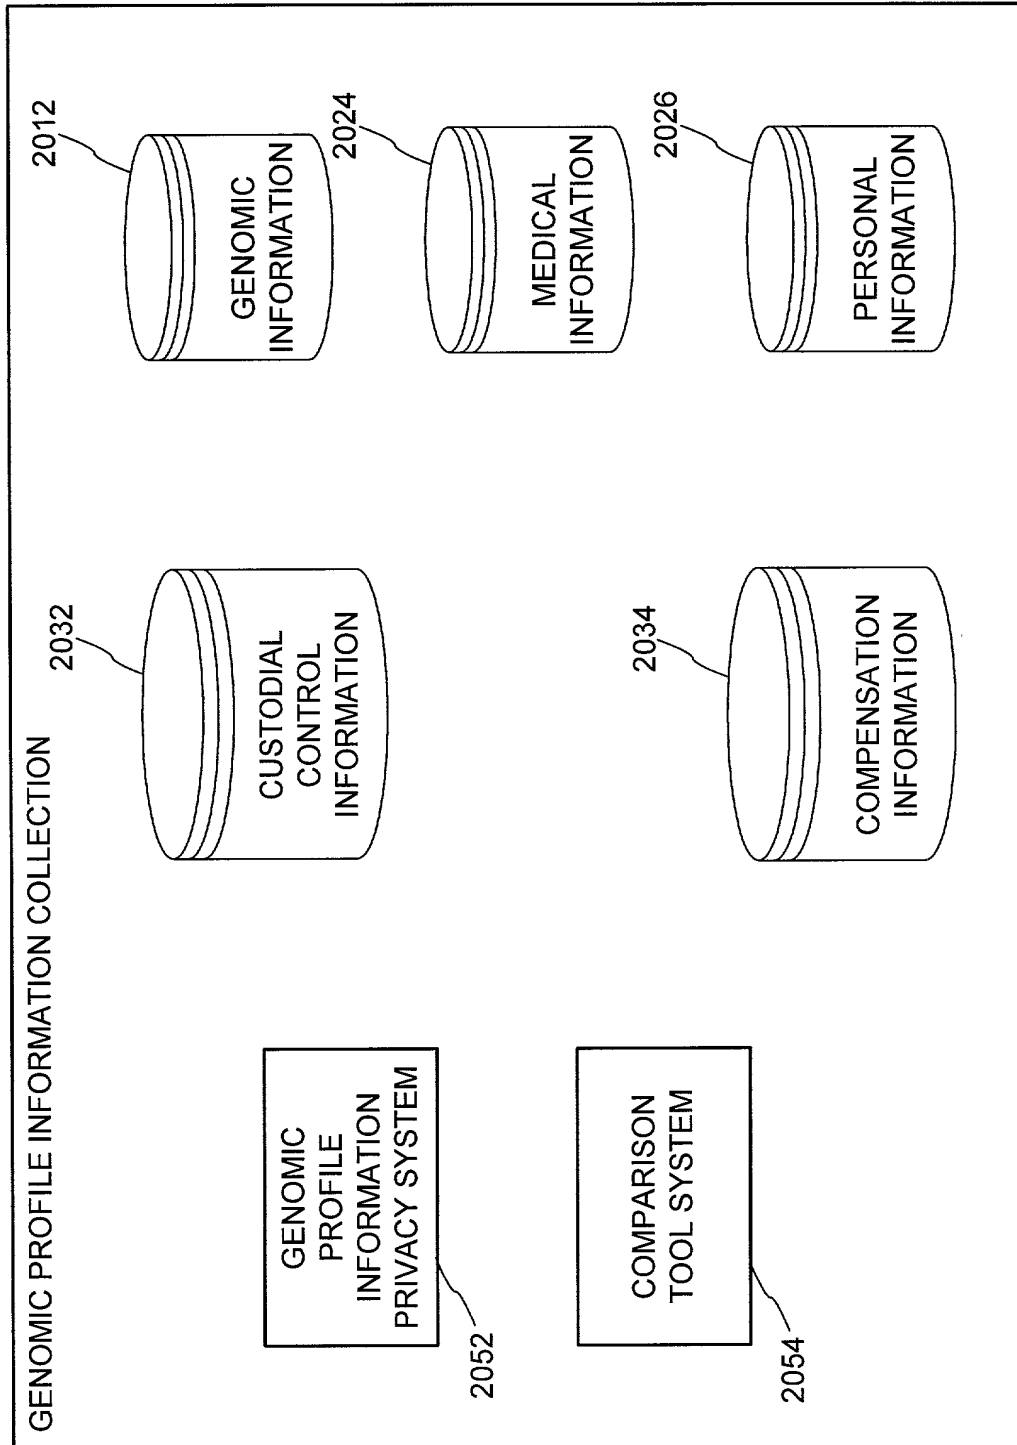 GENOMIC PROFILE INFORMATION COLLECTION
2012
GENOMIC
INFORMATION
2024
MEDICAL
INFORMATION
2026
PERSONAL
INFORMATION
2032
CUSTODIAL
CONTROL
INFORMATION
2034
COMPENSATION
INFORMATION
GENOMIC
PROFILE
INFORMATION
PRIVACY SYSTEM
2052
COMPARISON
TOOL SYSTEM
2054